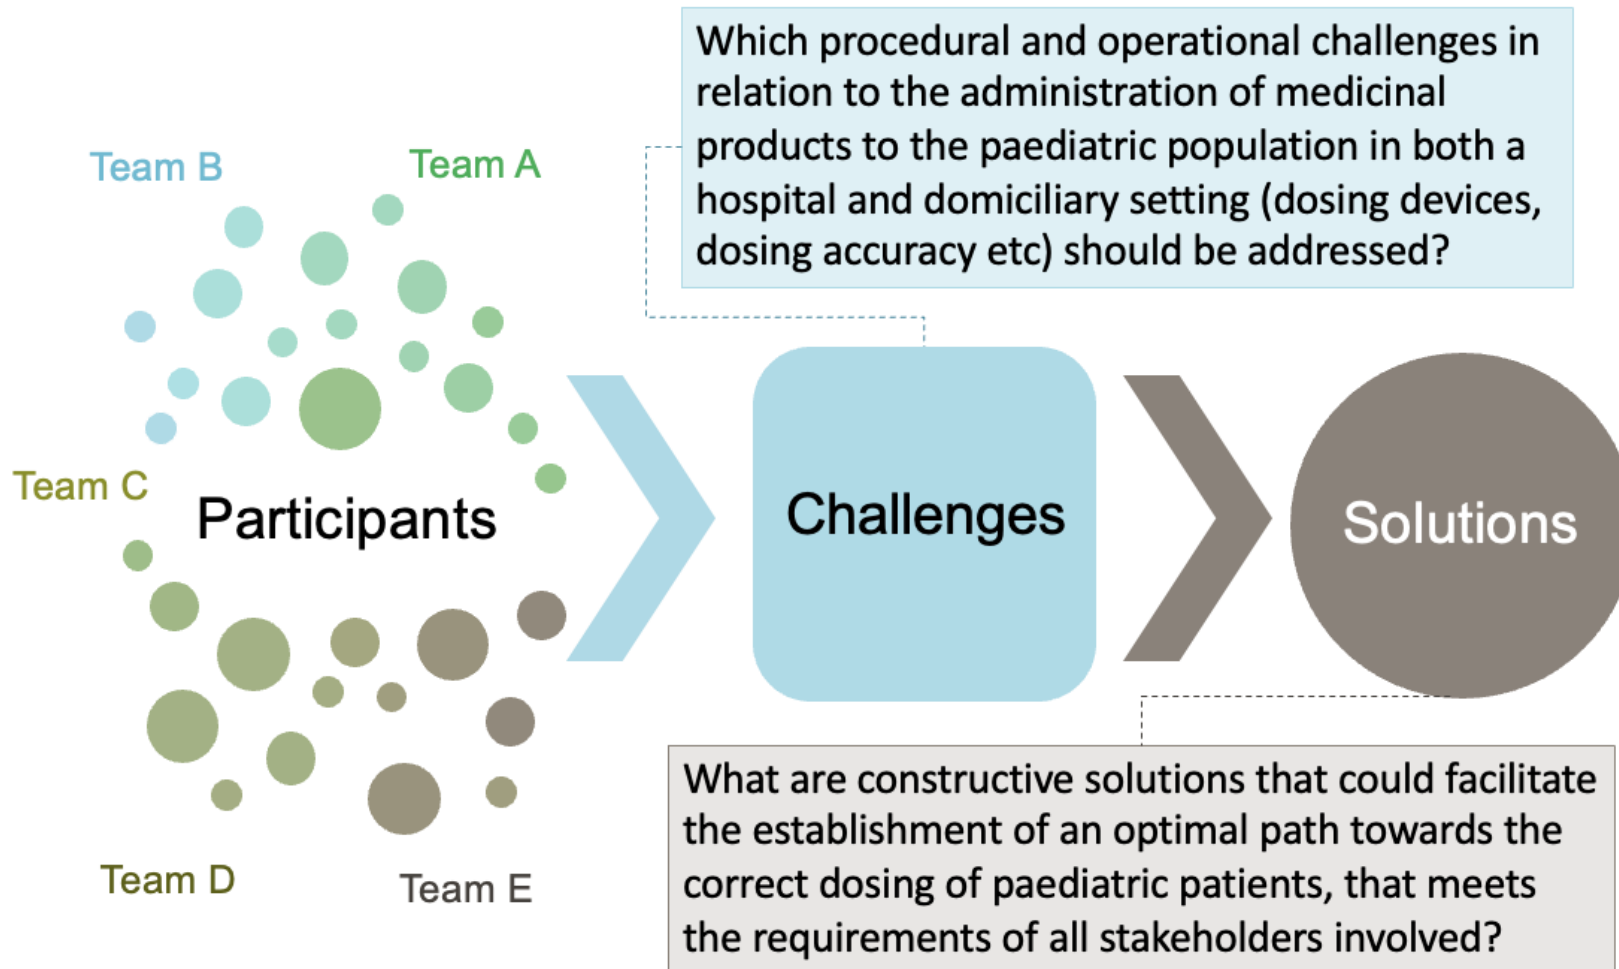 Which procedural and operational challenges in
relation to the administration of medicinal
products to the paediatric population in both a
hospital and domiciliary setting (dosing devices,
dosing accuracy etc) should be addressed?
Team B
Team A
Team C
Participants
Challenges
Solutions
Team D
Team E
What are constructive solutions that could facilitate
the establishment of an optimal path towards the
correct dosing of paediatric patients, that meets
the requirements of all stakeholders involved?